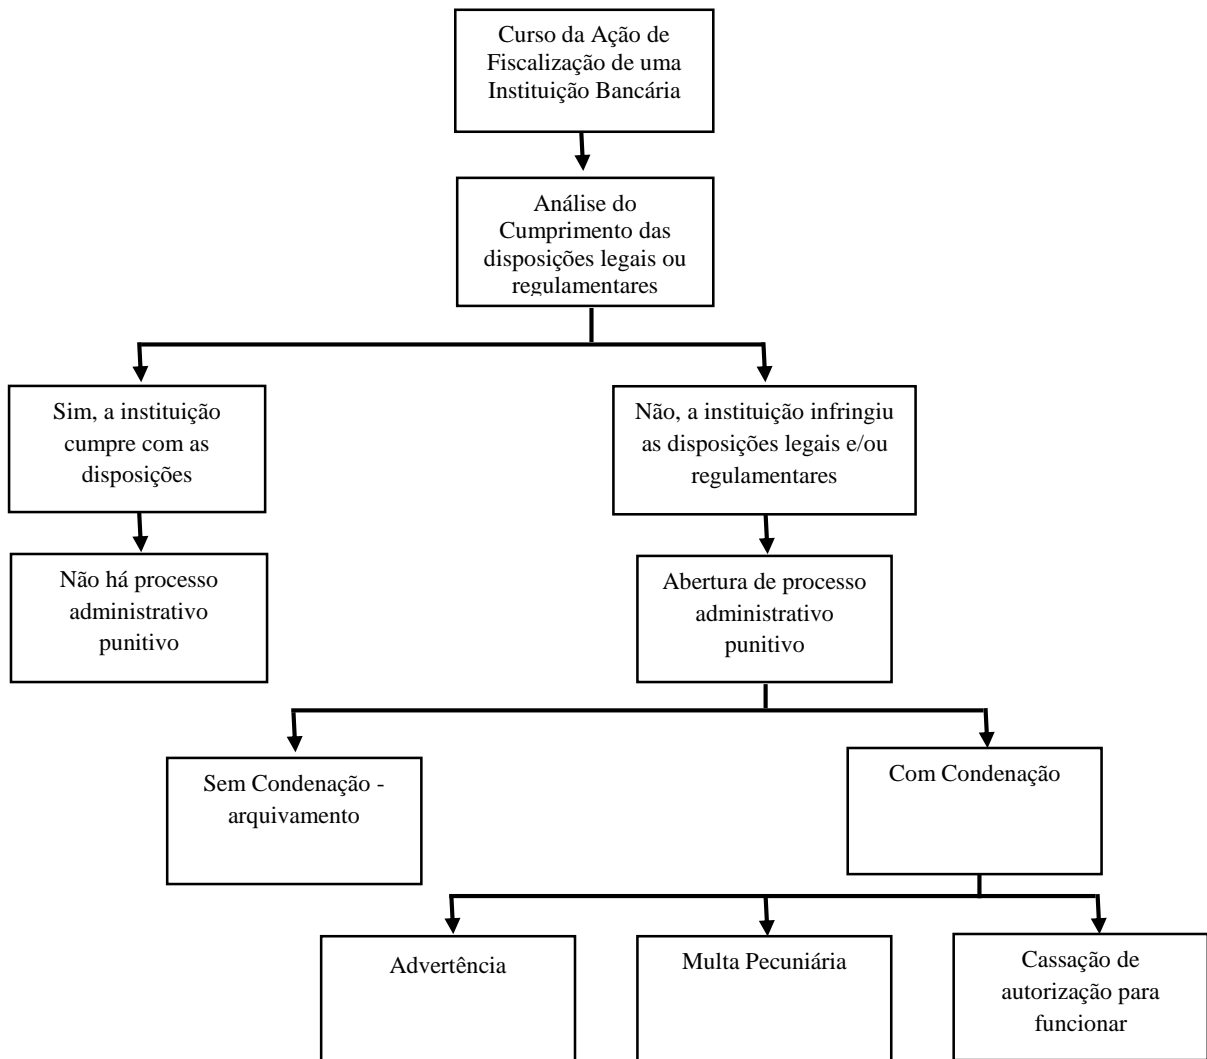 Curso da Ação de
Fiscalização de uma
Instituição Bancária
Análise do
Cumprimento das
disposições legais ou
regulamentares
Sim, a instituição
cumpre com as
disposições
Não, a instituição infringiu
as disposições legais e/ou
regulamentares
Não há processo
administrativo
punitivo
Abertura de processo
administrativo
punitivo
Sem Condenação -
arquivamento
Com Condenação
Advertência
Multa Pecuniária
Cassação de
autorização para
funcionar